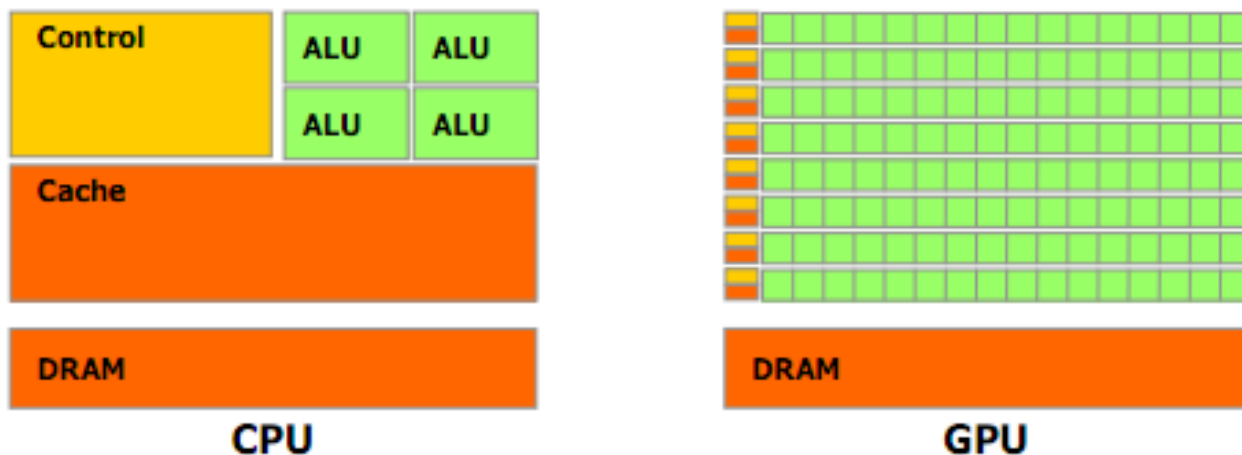 Control
ALU ALU
ALU ALU
Cache
DRAM
CPU
DRAM
GPU